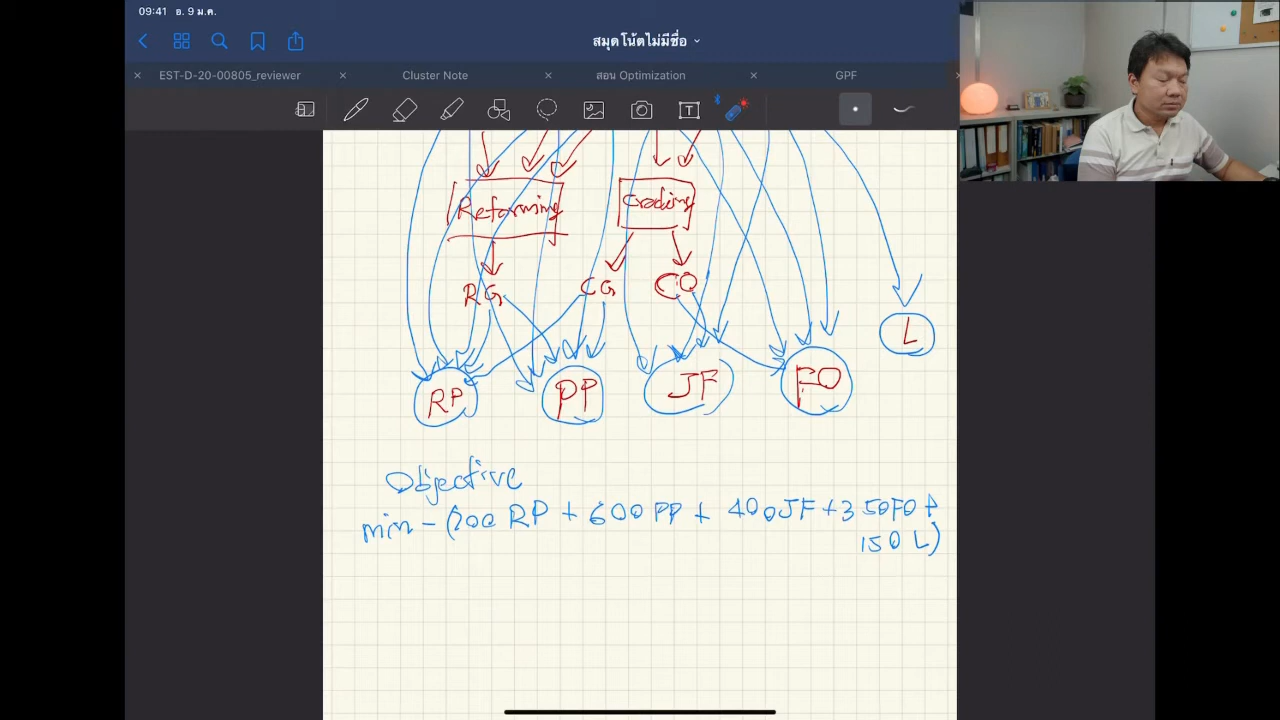 09:41 อ. 9 ม.ค.
สมุดโน้ตไม่มีชื่อ
EST-D-20-00805_reviewer
Cluster Note
สอน Optimization
GPF
T
Reforming
Cracking
RG
CG
CO
L
RP
PP
JF
FO
Objective
min - (700 RP + 600 PP + 400 JF + 350 FO +
150 L)